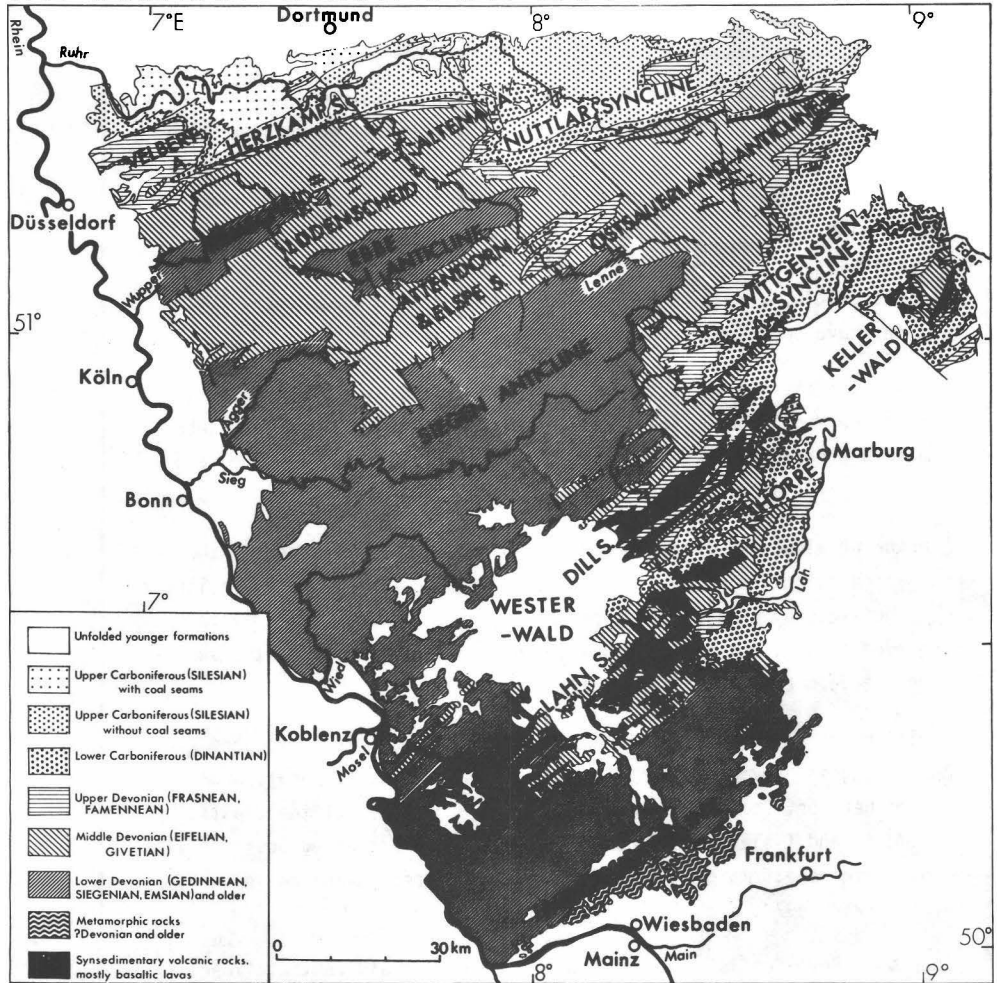 Dortmund
7°E
8°
9°
Rhein
Ruhr
VELBERT
A.
HERZKAMP
ALTENA
A.
NUTTLAR SYNCLINE
LÜDENSCHEID
OSTSAUERLAND ANTICLINE
Düsseldorf
EBBE
ANTICLINE
ATTENDORN
& ELSPE S.
Lenne
WITTGENSTEIN
SYNCLINE
Eder
Wupper
51°
KELLER
-WALD
Köln
SIEGEN ANTICLINE
Agger
Marburg
HÖRRE
Sieg
Bonn
DILL S.
Lah
7°
WESTER
-WALD
Wied
LAHN S.
Koblenz
Mosel
Frankfurt
Wiesbaden
Mainz
Main
50°
0 30 km
8°
9°
Unfolded younger formations
Upper Carboniferous (SILESIAN)
with coal seams
Upper Carboniferous (SILESIAN)
without coal seams
Lower Carboniferous (DINANTIAN)
Upper Devonian (FRASNEAN,
FAMENNEAN)
Middle Devonian (EIFELIAN,
GIVETIAN)
Lower Devonian (GEDINNEAN,
SIEGENIAN, EMSIAN) and older
Metamorphic rocks
?Devonian and older
Synsedimentary volcanic rocks.
mostly basaltic lavas